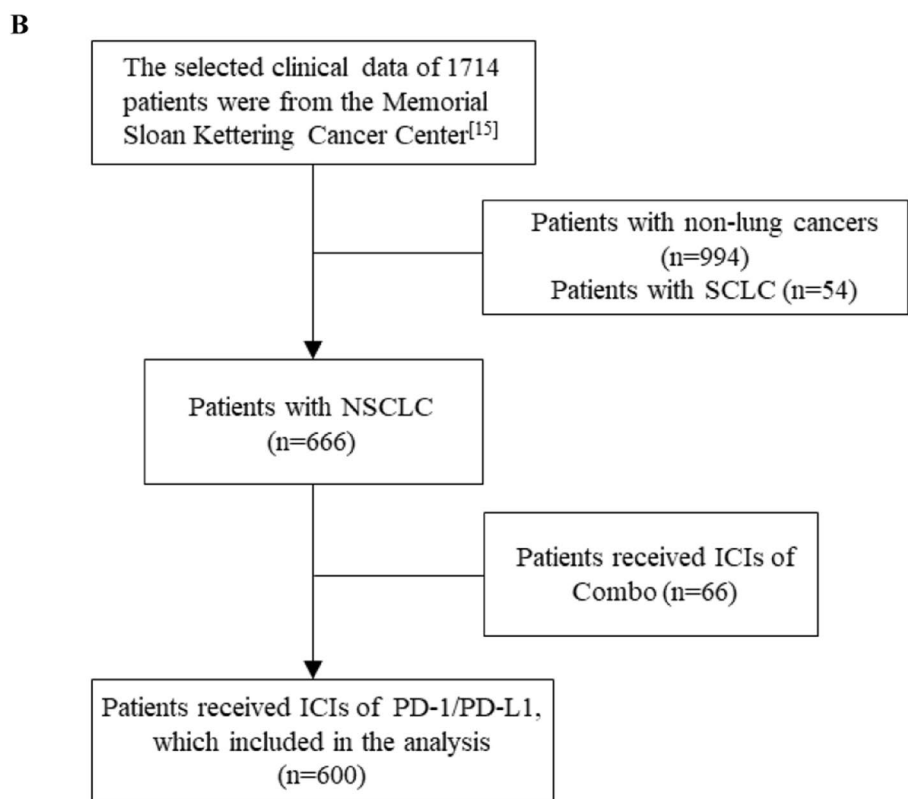 B
The selected clinical data of 1714
patients were from the Memorial
Sloan Kettering Cancer Center[15]
Patients with non-lung cancers
(n=994)
Patients with SCLC (n=54)
Patients with NSCLC
(n=666)
Patients received ICIs of
Combo (n=66)
Patients received ICIs of PD-1/PD-L1,
which included in the analysis
(n=600)